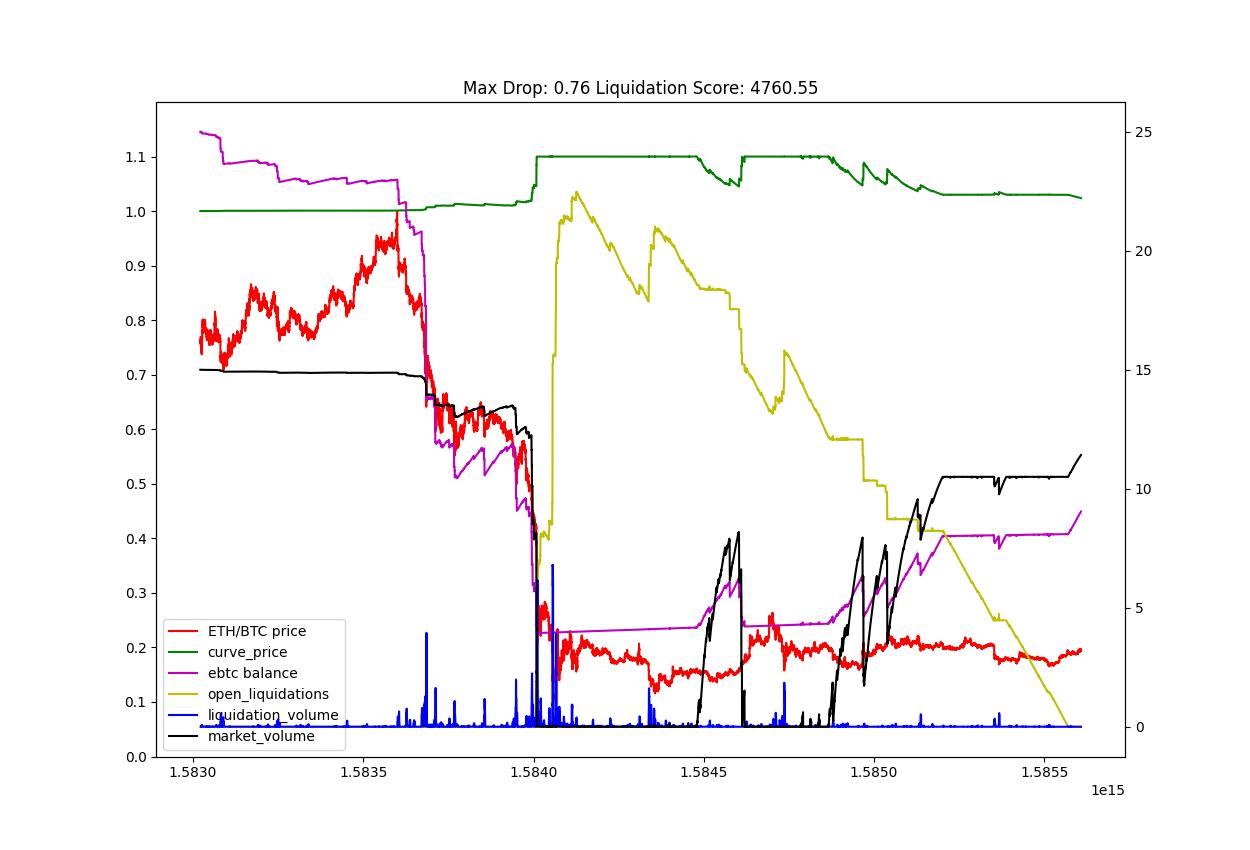 Max Drop: 0.76 Liquidation Score: 4760.55
1.1
1.0
0.9
0.8
0.7
0.6
0.5
0.4
0.3
0.2
0.1
0.0
25
20
15
10
5
0
ETH/BTC price
curve_price
ebtc balance
open_liquidations
liquidation_volume
market_volume
1.5830 1.5835 1.5840 1.5845 1.5850 1.5855
1e15